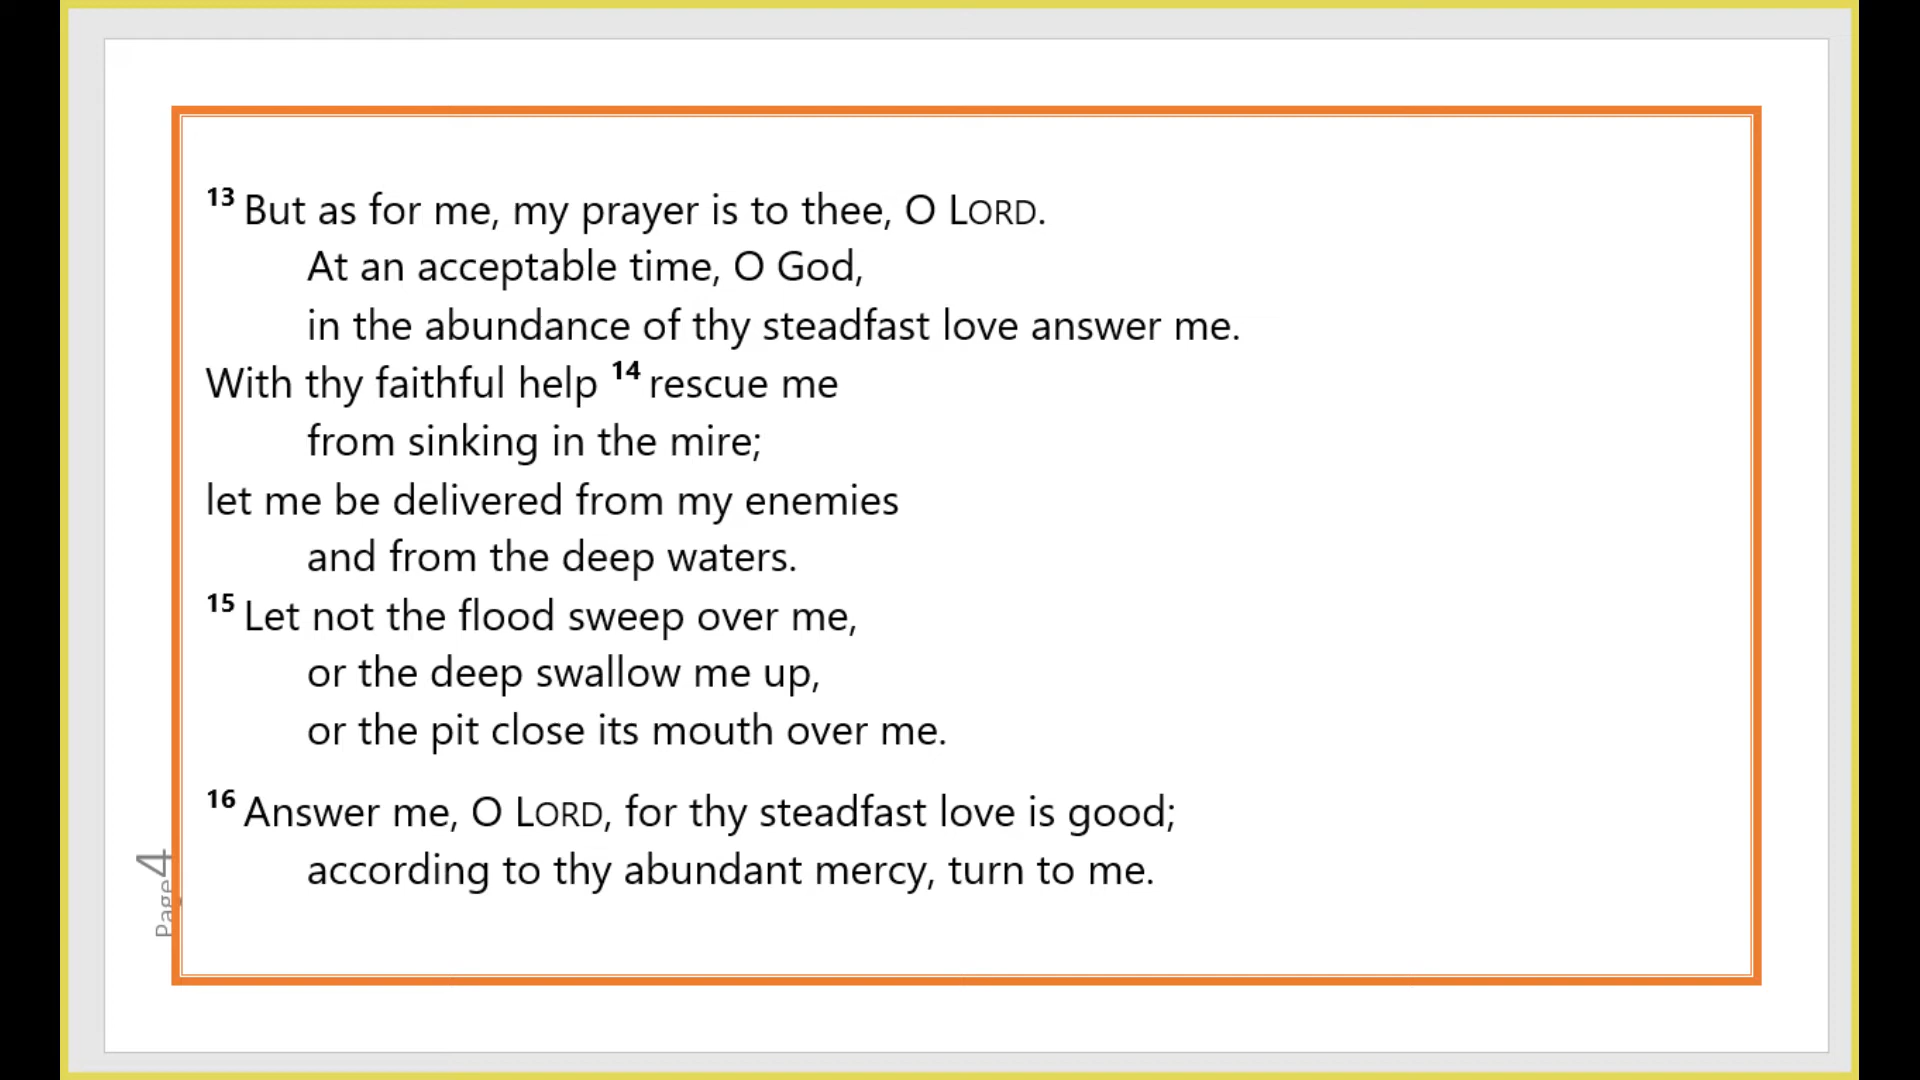 13 But as for me, my prayer is to thee, O LORD.
At an acceptable time, O God,
in the abundance of thy steadfast love answer me.
With thy faithful help 14 rescue me
from sinking in the mire;
let me be delivered from my enemies
and from the deep waters.
15 Let not the flood sweep over me,
or the deep swallow me up,
or the pit close its mouth over me.
16 Answer me, O LORD, for thy steadfast love is good;
according to thy abundant mercy, turn to me.
Page 4